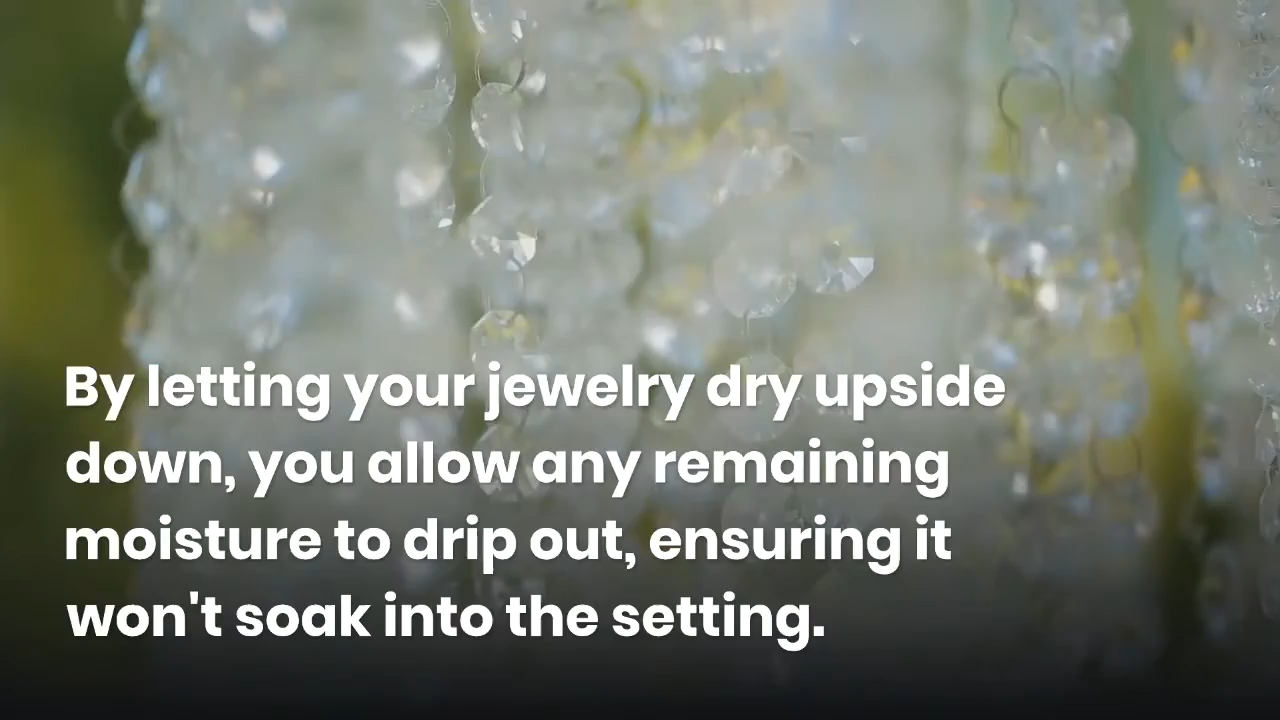 By letting your jewelry dry upside
down, you allow any remaining
moisture to drip out, ensuring it
won't soak into the setting.